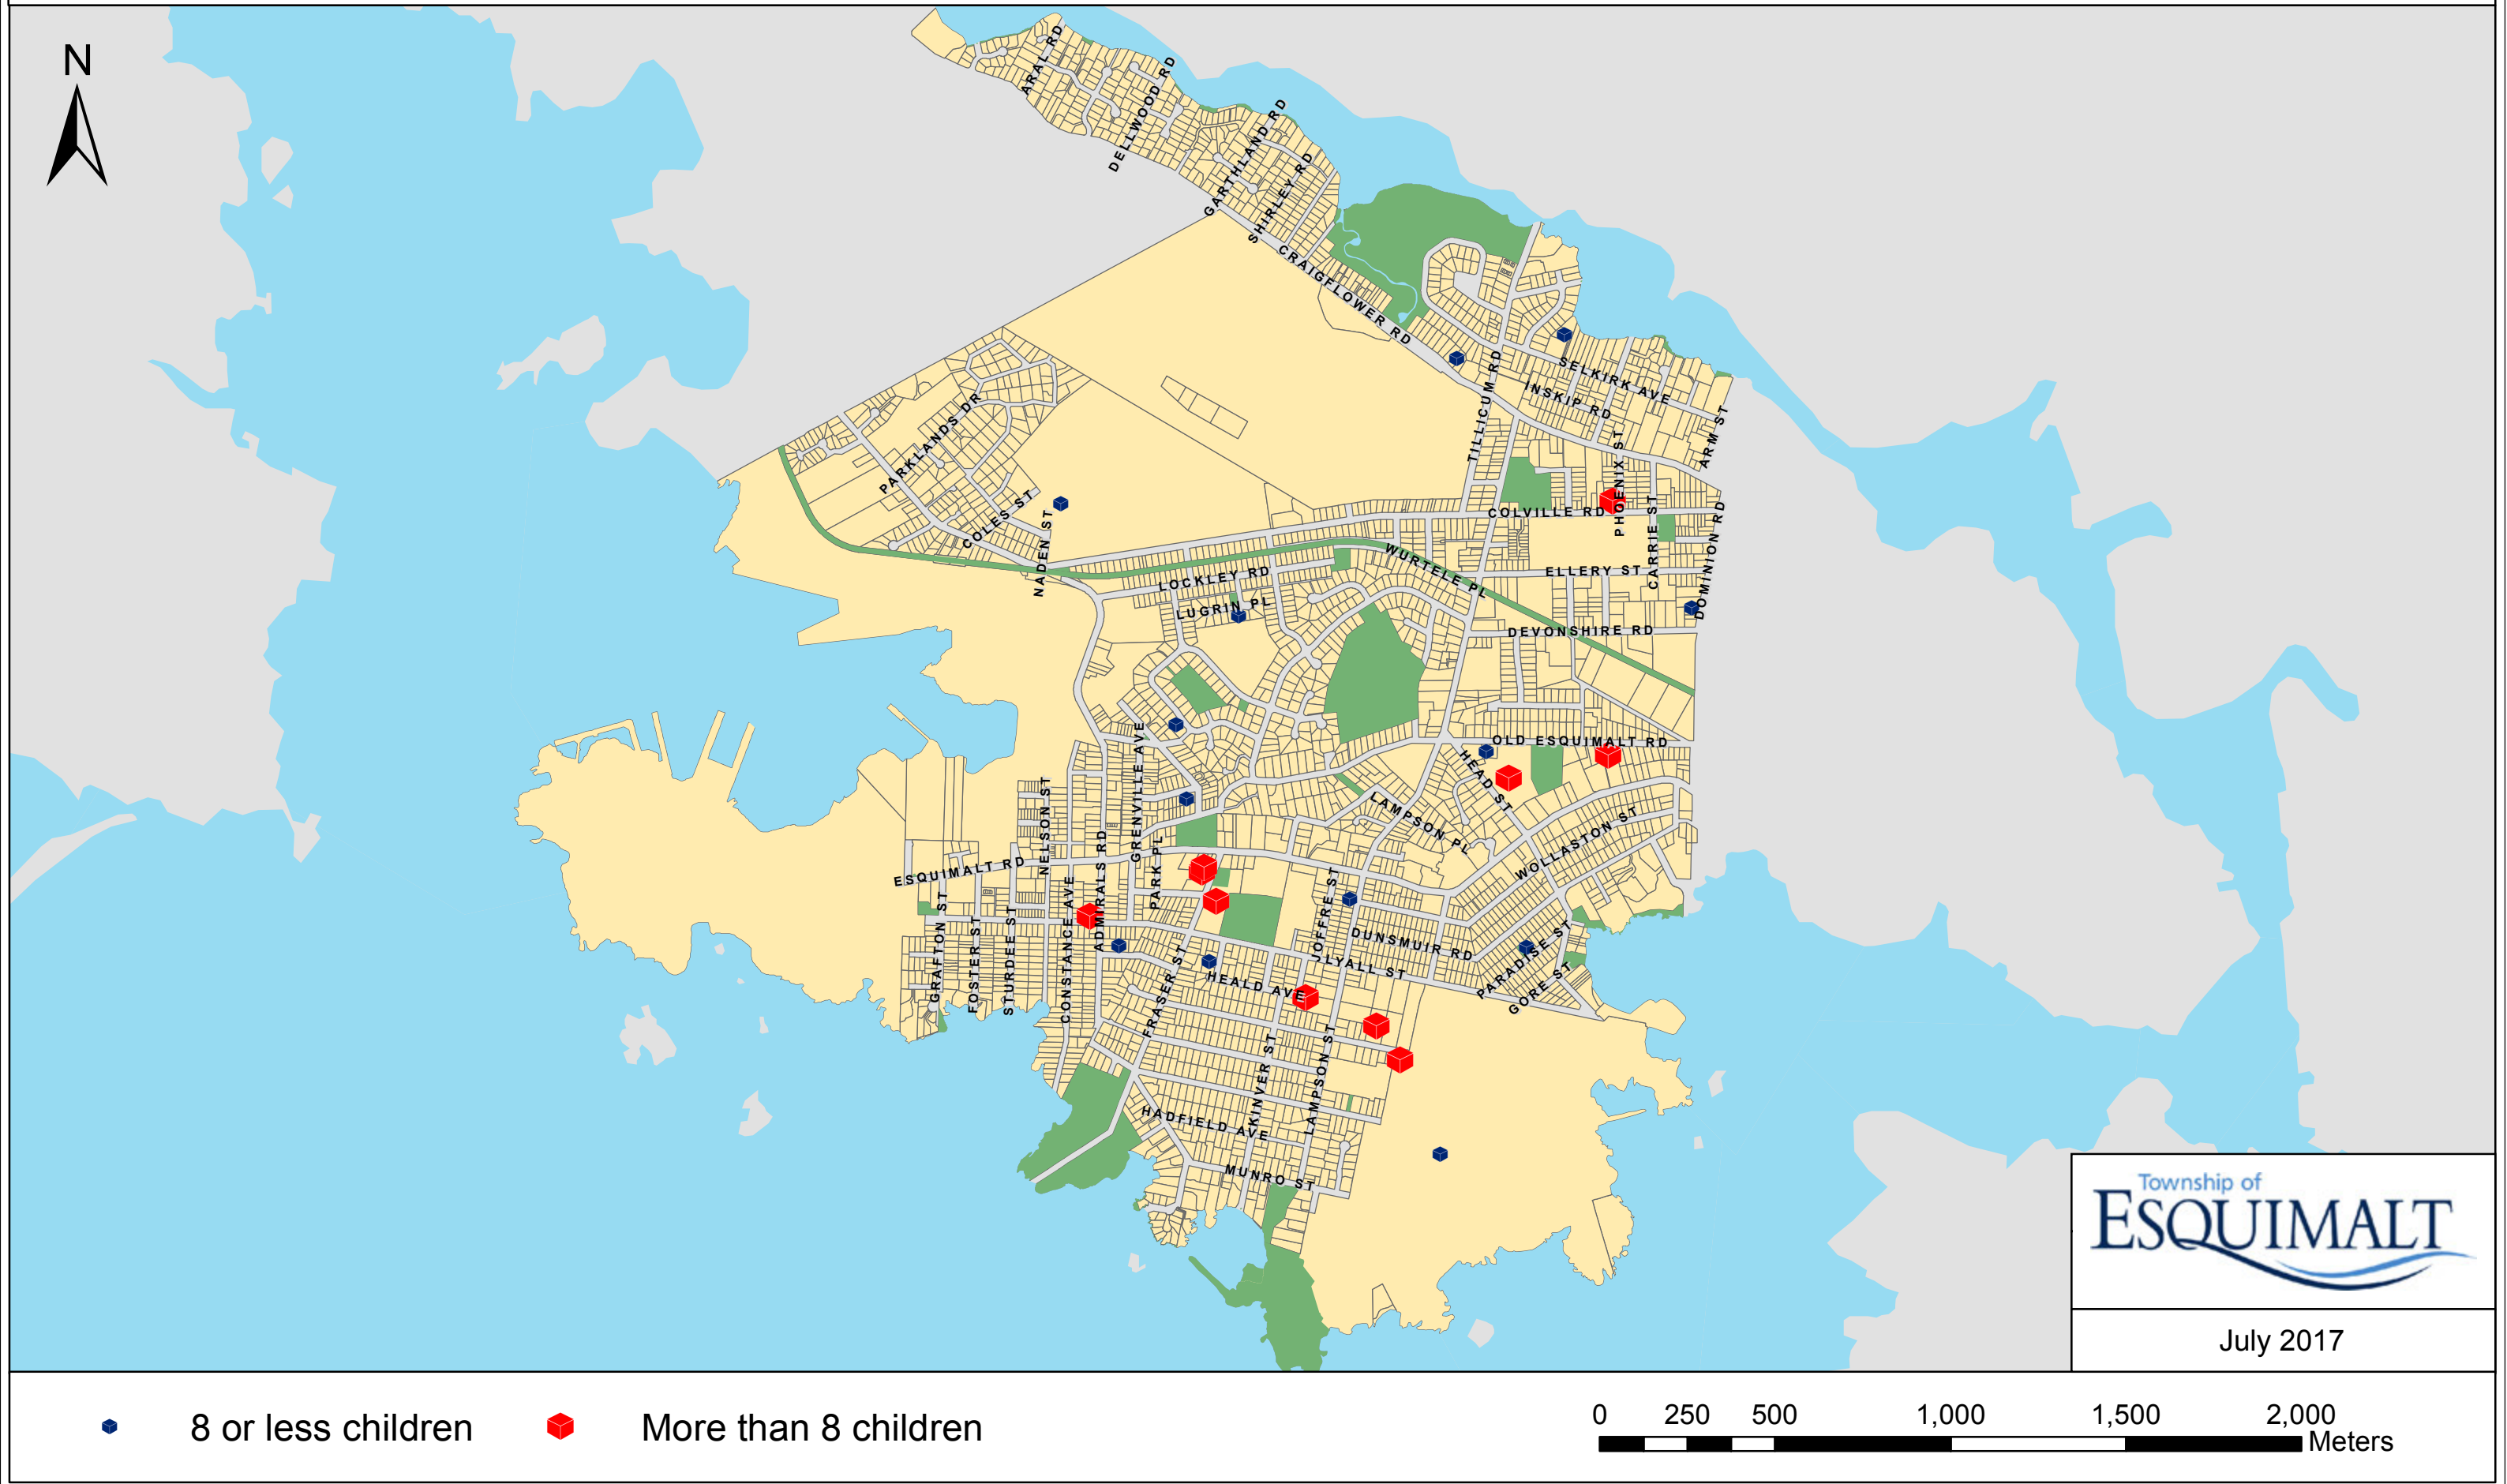 N
ARAL RD
DELLWOOD RD
GARTHLAND RD
SHIRLEY RD
CRAIGFLOWER RD
SELKIRK AVE
INSKIP RD
TILLICUM RD
ARM ST
PARKLANDS DR
COLES ST
NADEN ST
COLVILLE RD
PHOENIX ST
CARRIE ST
DOMINION RD
WURTELE PL
ELLERY ST
LOCKLEY RD
LUGRIN PL
DEVONSHIRE RD
OLD ESQUIMALT RD
HEAD ST
GRENVILLE AVE
NELSON ST
LAMPSON PL
WOLLASTON ST
ESQUIMALT RD
ADMIRALS RD
PARK PL
CONSTANCE AVE
GRAFTON ST
FOSTER ST
STURDEE ST
JOFFRE ST
DUNSMUIR RD
LYALL ST
PARADISE ST
GORE ST
FRASER ST
HEALD AVE
KINVER ST
LAMPSON ST
HADFIELD AVE
MUNRO ST
Township of
ESQUIMALT
July 2017
8 or less children
More than 8 children
0 250 500 1,000 1,500 2,000
Meters